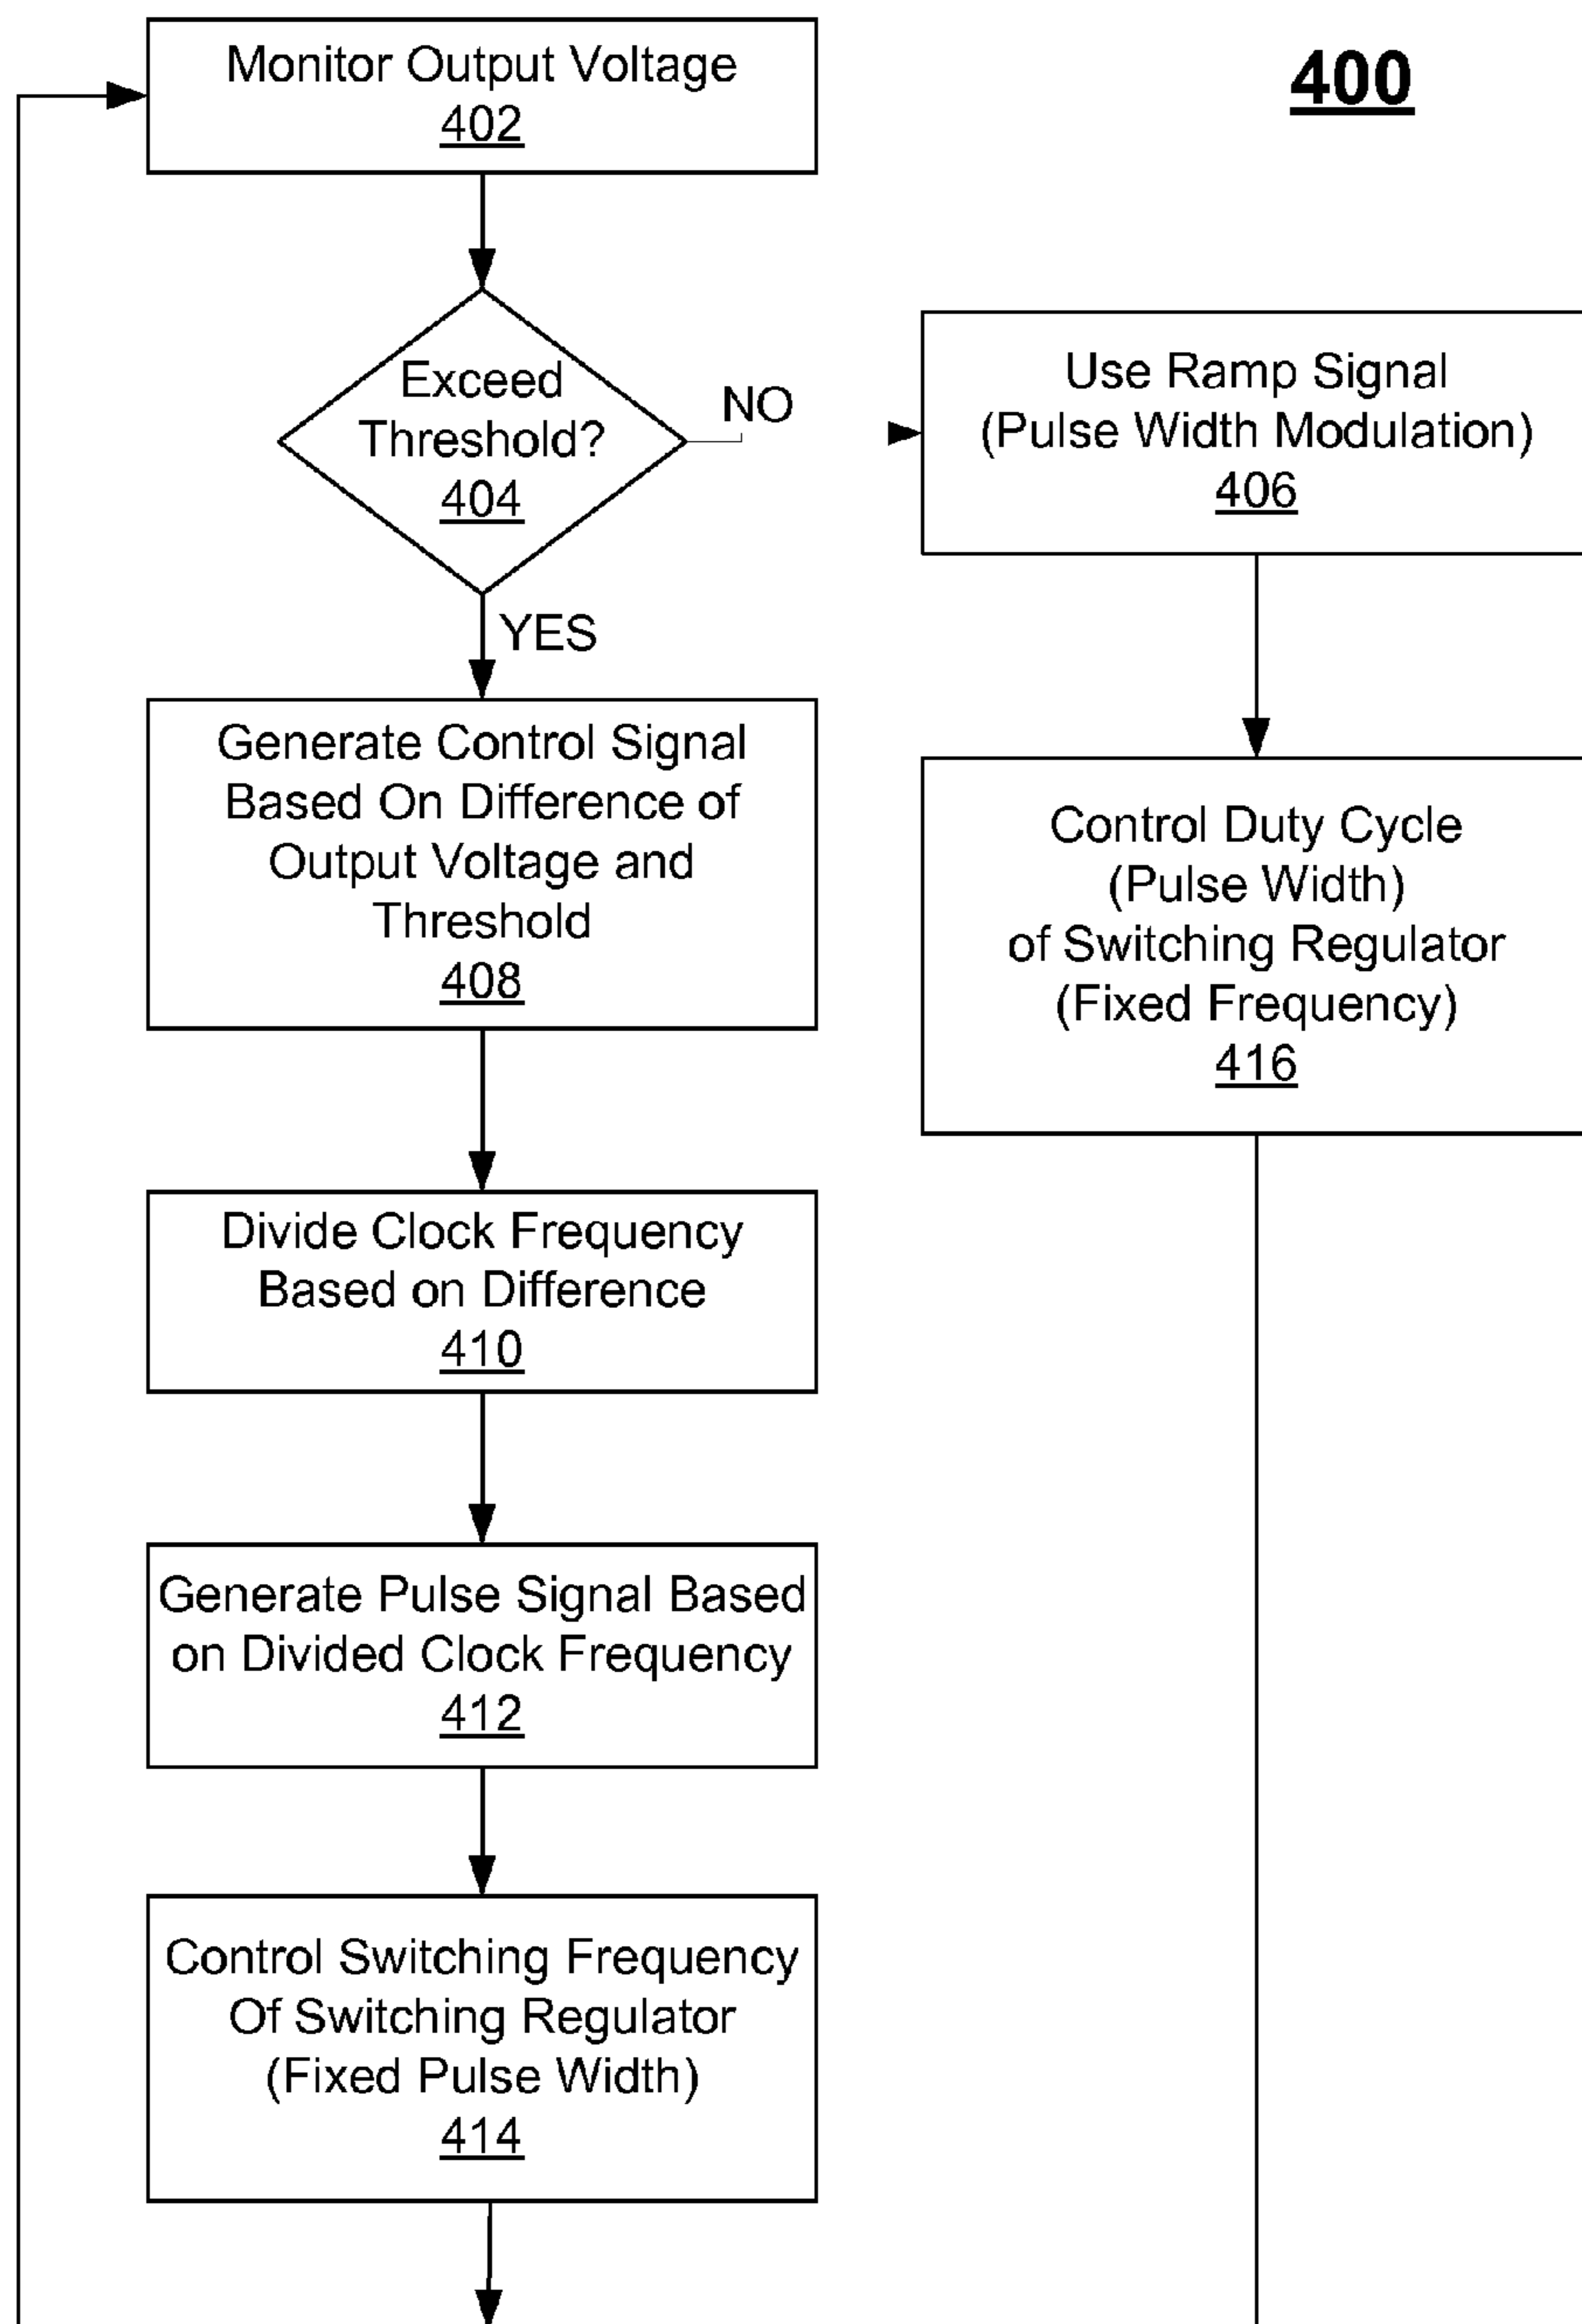 400
Monitor Output Voltage
402
Exceed
Threshold?
404
NO
YES
Use Ramp Signal
(Pulse Width Modulation)
406
Control Duty Cycle
(Pulse Width)
of Switching Regulator
(Fixed Frequency)
416
Generate Control Signal
Based On Difference of
Output Voltage and
Threshold
408
Divide Clock Frequency
Based on Difference
410
Generate Pulse Signal Based
on Divided Clock Frequency
412
Control Switching Frequency
Of Switching Regulator
(Fixed Pulse Width)
414